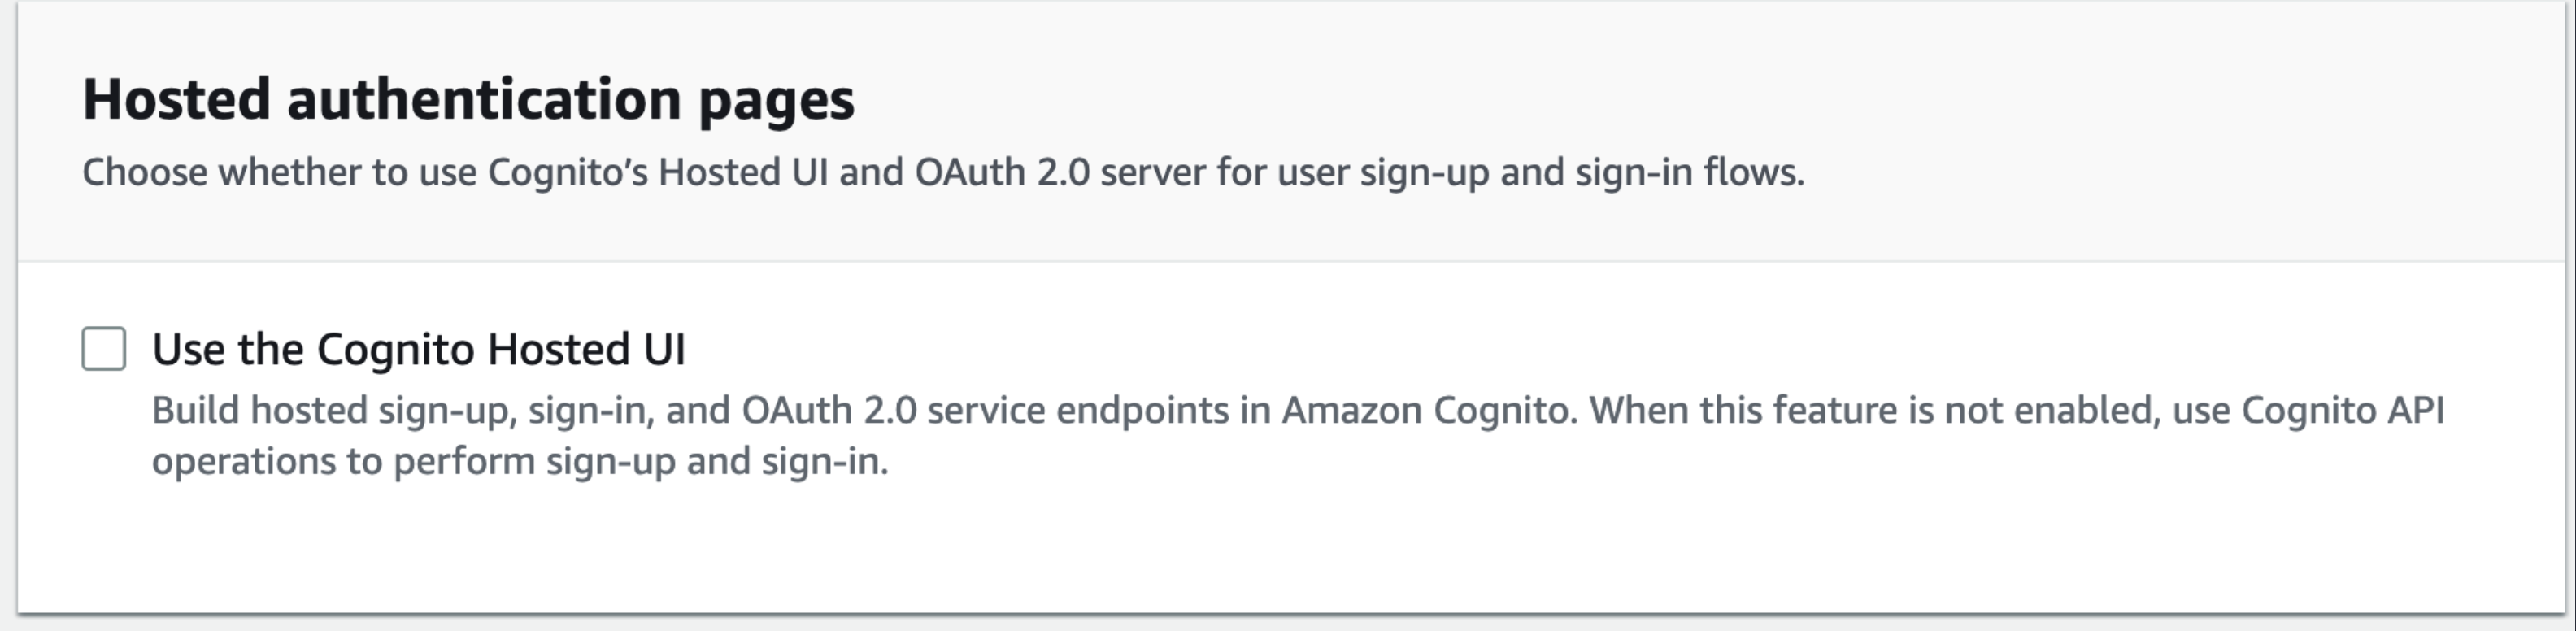 Hosted authentication pages
Choose whether to use Cognito’s Hosted UI and OAuth 2.0 server for user sign-up and sign-in flows.
Use the Cognito Hosted UI
Build hosted sign-up, sign-in, and OAuth 2.0 service endpoints in Amazon Cognito. When this feature is not enabled, use Cognito API
operations to perform sign-up and sign-in.